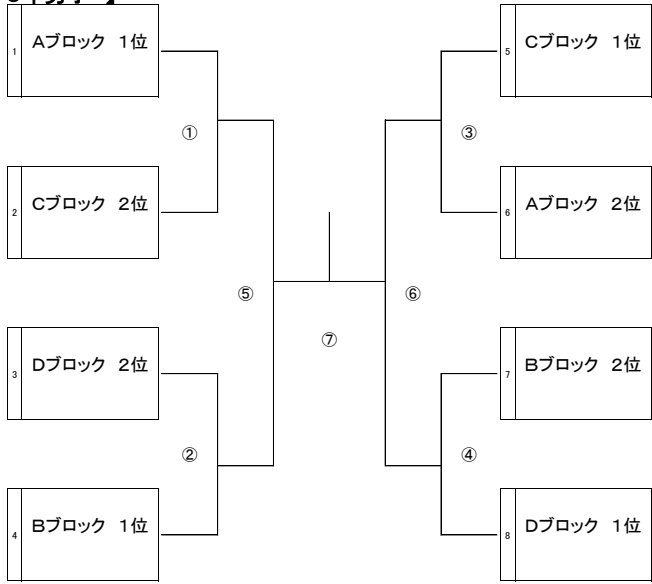 1 Aブロック 1位
5 Cブロック 1位
①
③
2 Cブロック 2位
6 Aブロック 2位
⑤
⑥
⑦
3 Dブロック 2位
7 Bブロック 2位
②
④
4 Bブロック 1位
8 Dブロック 1位